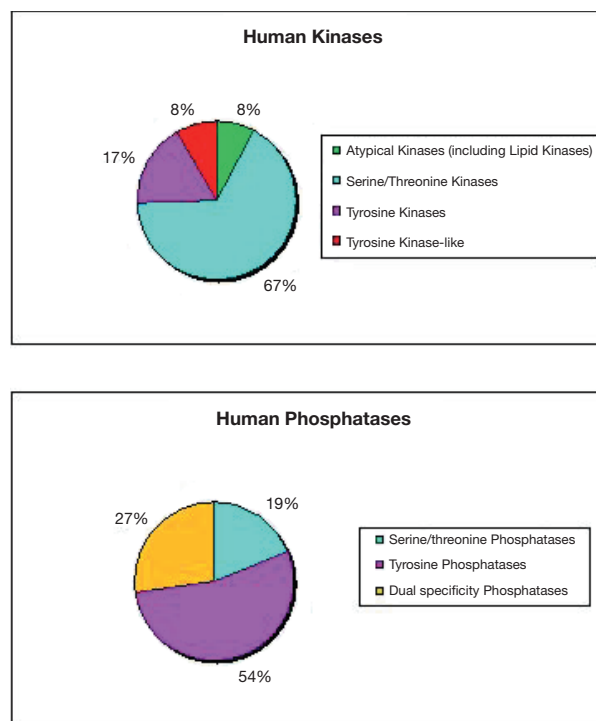 Human Kinases
8%
8%
17%
67%
Atypical Kinases (including Lipid Kinases)
Serine/Threonine Kinases
Tyrosine Kinases
Tyrosine Kinase-like
Human Phosphatases
27%
19%
54%
Serine/threonine Phosphatases
Tyrosine Phosphatases
Dual specificity Phosphatases